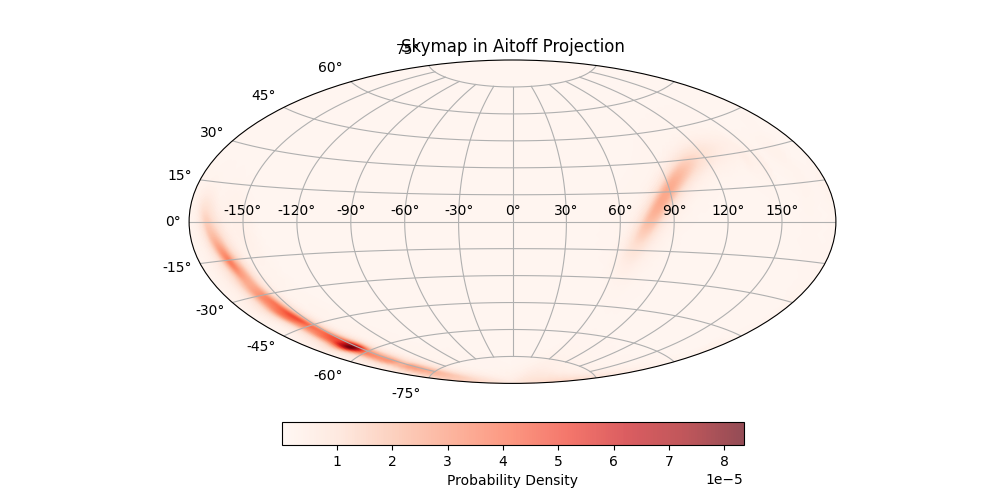 Skymap in Aitoff Projection
75°
60°
45°
30°
15°
-150° -120° -90° -60° -30° 0° 30° 60° 90° 120° 150°
0°
-15°
-30°
-45°
-60°
-75°
1 2 3 4 5 6 7 8
1e−5
Probability Density